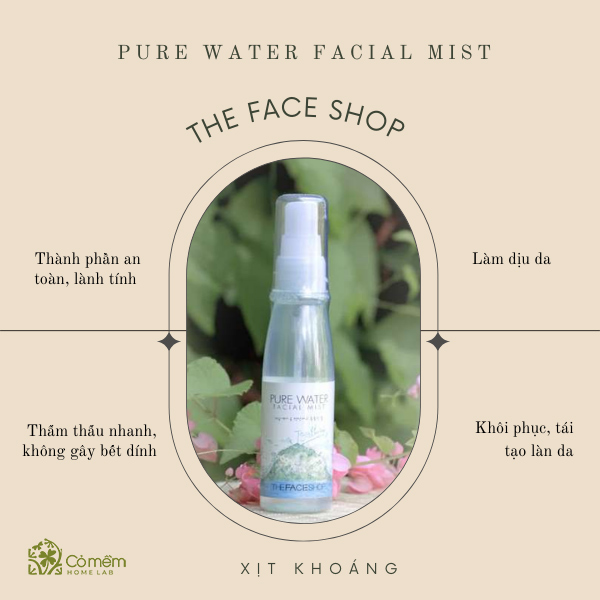 PURE WATER FACIAL MIST
THE FACE SHOP
Thành phần an
toàn, lành tính
Làm dịu da
PURE WATER
FACIAL MIST
THEFACESHOP
Thẩm thấu nhanh,
không gây bết dính
Khôi phục, tái
tạo làn da
Cỏ mềm
HOME LAB
XỊT KHOÁNG